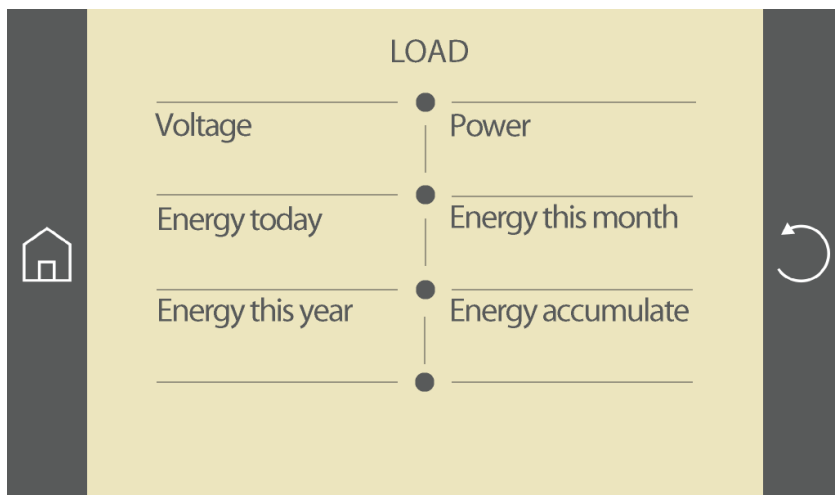 LOAD
Voltage
Power
Energy today
Energy this month
Energy this year
Energy accumulate